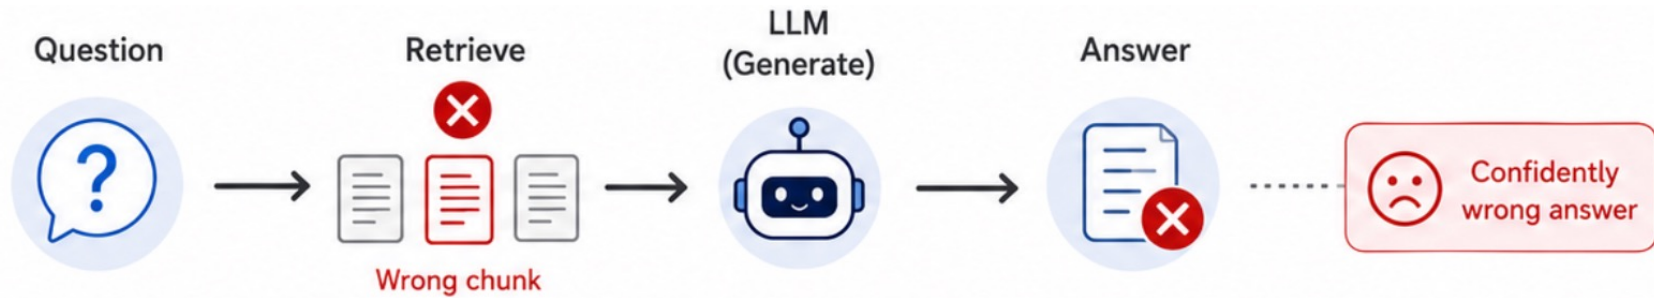 Question
Retrieve
LLM
(Generate)
Answer
?
Wrong chunk
Confidently
wrong answer